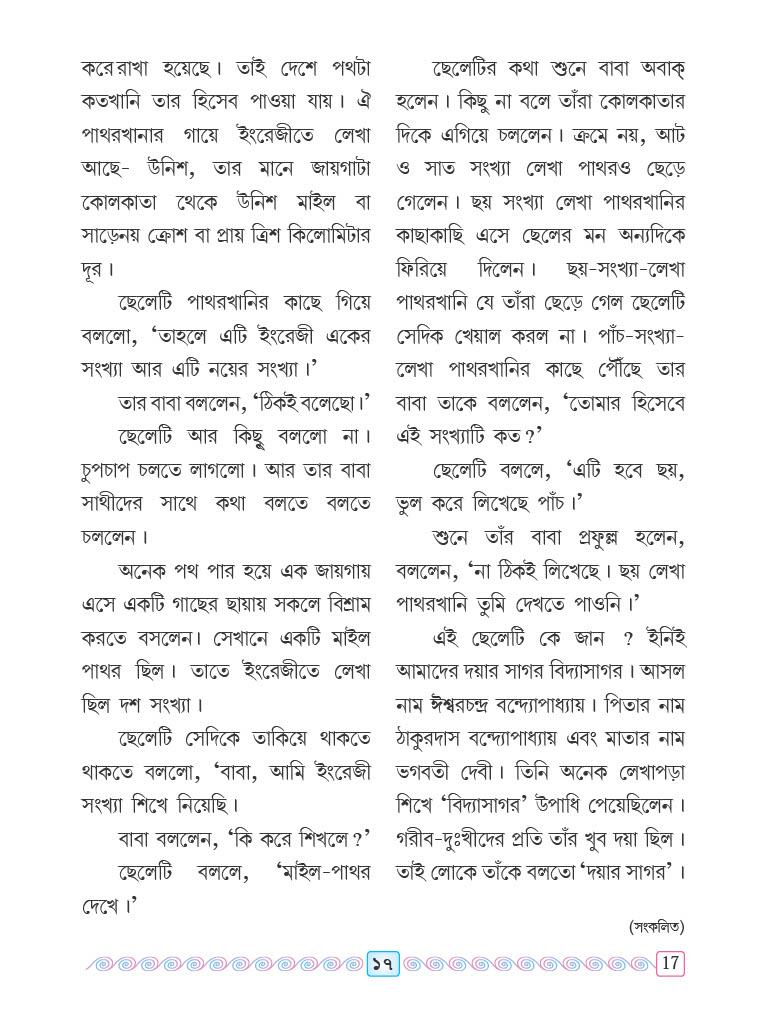 করে রাখা হয়েছে। তাই দেশে পথটা
কতখানি তার হিসেব পাওয়া যায়। ঐ
পাথরখানার গায়ে ইংরেজীতে লেখা
আছে- উনিশ, তার মানে জায়গাটা
কোলকাতা থেকে উনিশ মাইল বা
সাড়েনয় ক্রোশ বা প্রায় ত্রিশ কিলোমিটার
দূর।
ছেলেটি পাথরখানির কাছে গিয়ে
বললো, ‘তাহলে এটি ইংরেজী একের
সংখ্যা আর এটি নয়ের সংখ্যা।’
তার বাবা বললেন, ‘ঠিকই বলেছো।’
ছেলেটি আর কিছু বললো না।
চুপচাপ চলতে লাগলো। আর তার বাবা
সাথীদের সাথে কথা বলতে বলতে
চললেন।
অনেক পথ পার হয়ে এক জায়গায়
এসে একটি গাছের ছায়ায় সকলে বিশ্রাম
করতে বসলেন। সেখানে একটি মাইল
পাথর ছিল। তাতে ইংরেজীতে লেখা
ছিল দশ সংখ্যা।
ছেলেটি সেদিকে তাকিয়ে থাকতে
থাকতে বললো, ‘বাবা, আমি ইংরেজী
সংখ্যা শিখে নিয়েছি।
বাবা বললেন, ‘কি করে শিখলে?’
ছেলেটি বললে, ‘মাইল-পাথর
দেখে।’
ছেলেটির কথা শুনে বাবা অবাক্
হলেন। কিছু না বলে তাঁরা কোলকাতার
দিকে এগিয়ে চললেন। ক্রমে নয়, আট
ও সাত সংখ্যা লেখা পাথরও ছেড়ে
গেলেন। ছয় সংখ্যা লেখা পাথরখানির
কাছাকাছি এসে ছেলের মন অন্যদিকে
ফিরিয়ে দিলেন। ছয়-সংখ্যা-লেখা
পাথরখানি যে তাঁরা ছেড়ে গেল ছেলেটি
সেদিক খেয়াল করল না। পাঁচ-সংখ্যা-
লেখা পাথরখানির কাছে পৌঁছে তার
বাবা তাকে বললেন, ‘তোমার হিসেবে
এই সংখ্যাটি কত?’
ছেলেটি বললে, ‘এটি হবে ছয়,
ভুল করে লিখেছে পাঁচ।’
শুনে তাঁর বাবা প্রফুল্ল হলেন,
বললেন, ‘না ঠিকই লিখেছে। ছয় লেখা
পাথরখানি তুমি দেখতে পাওনি।’
এই ছেলেটি কে জান ? ইনিই
আমাদের দয়ার সাগর বিদ্যাসাগর। আসল
নাম ঈশ্বরচন্দ্র বন্দ্যোপাধ্যায়। পিতার নাম
ঠাকুরদাস বন্দ্যোপাধ্যায় এবং মাতার নাম
ভগবতী দেবী। তিনি অনেক লেখাপড়া
শিখে ‘বিদ্যাসাগর’ উপাধি পেয়েছিলেন।
গরীব-দুঃখীদের প্রতি তাঁর খুব দয়া ছিল।
তাই লোকে তাঁকে বলতো ‘দয়ার সাগর’।
(সংকলিত)
১৭
17